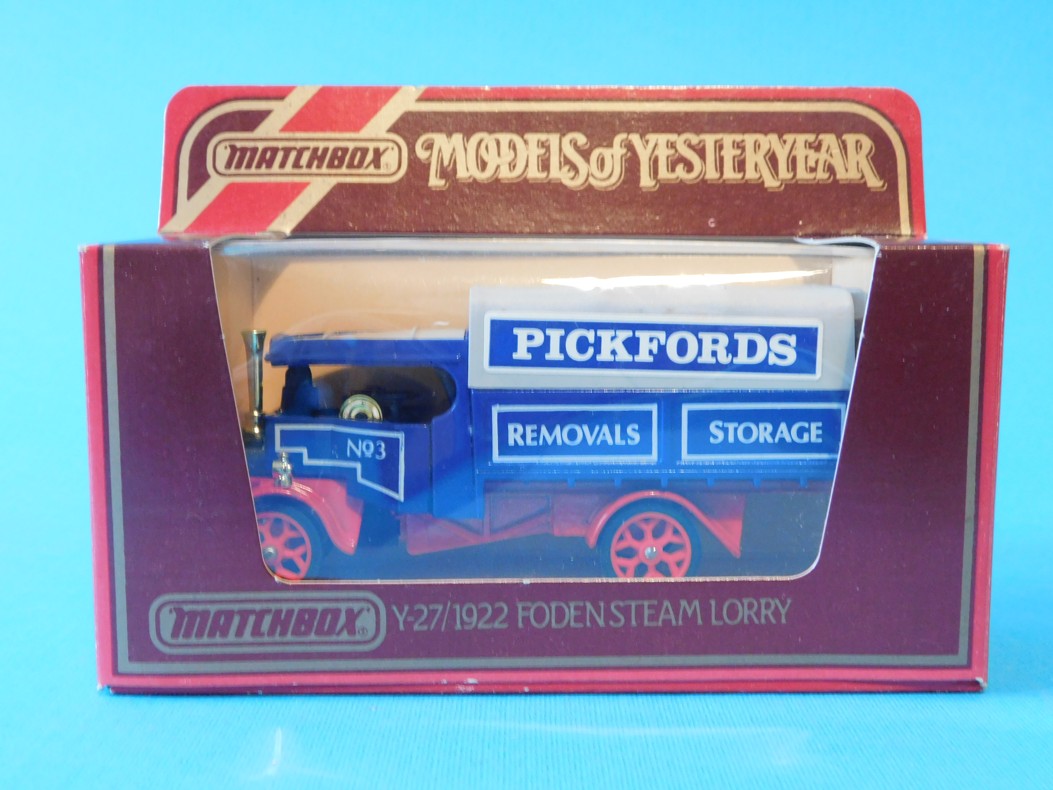 MATCHBOX® MODELS of YESTERYEAR
PICKFORDS
REMOVALS STORAGE
Nº3
MATCHBOX® Y-27/1922 FODEN STEAM LORRY